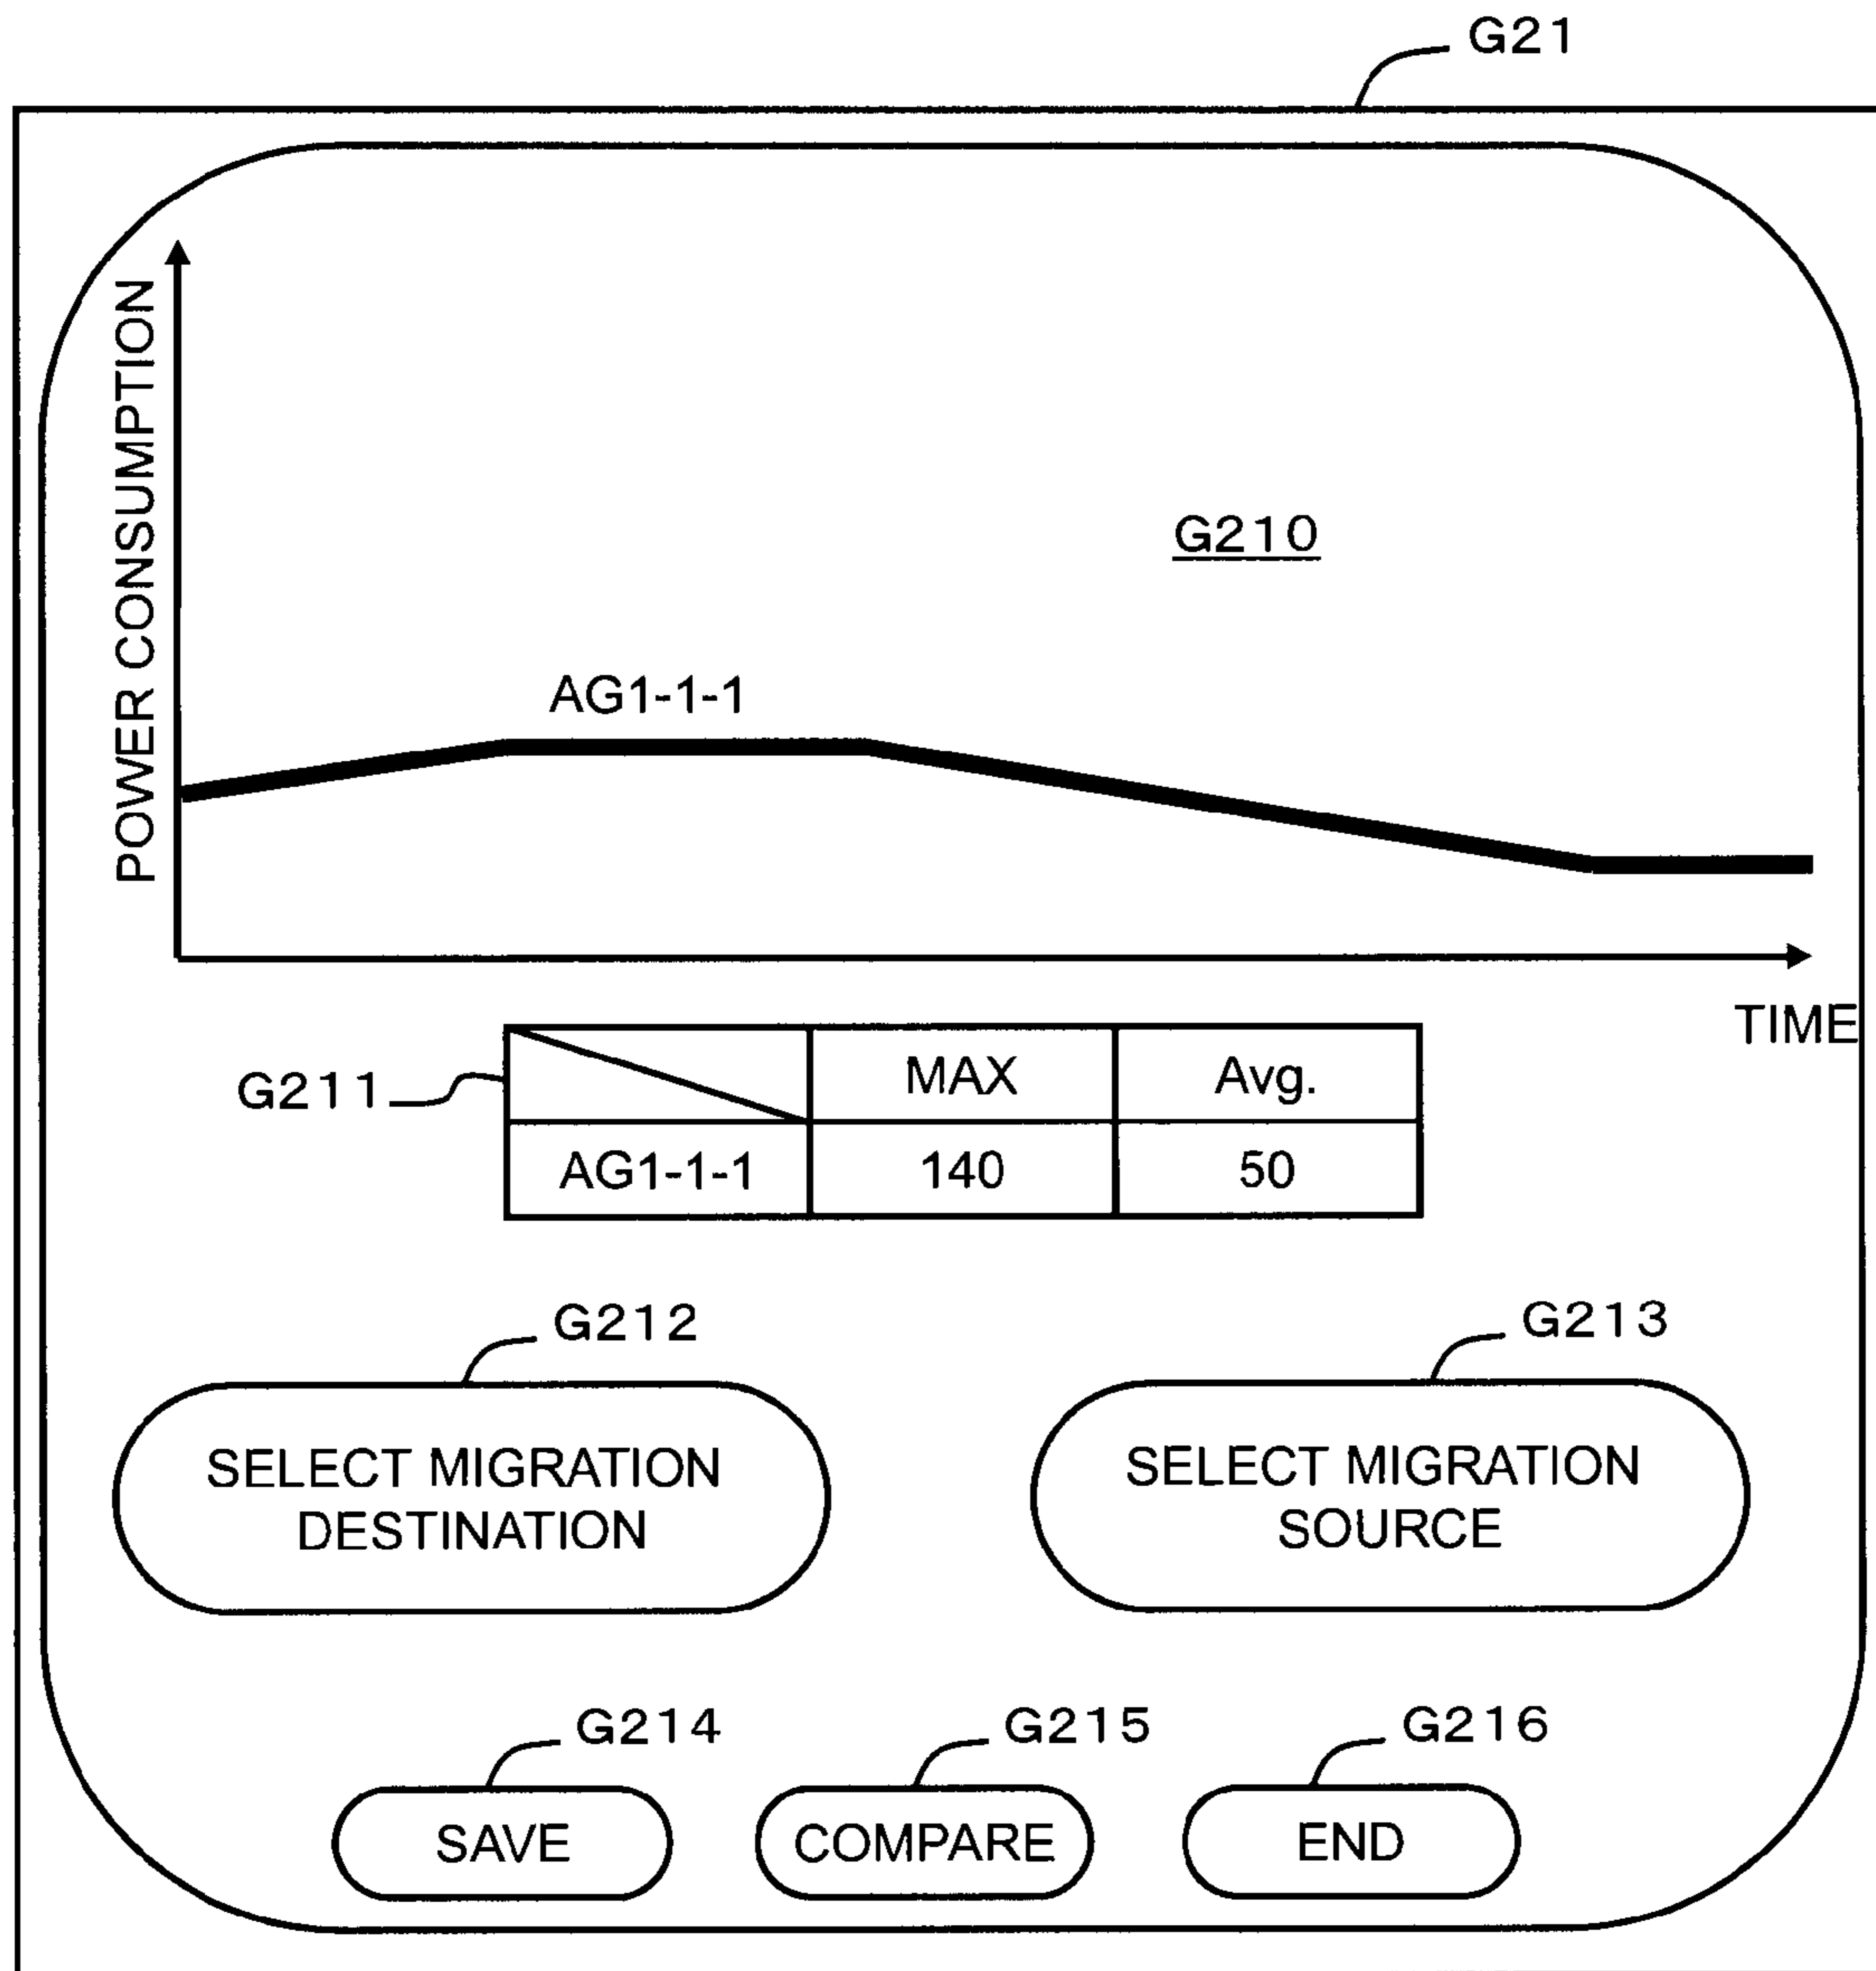 G21
POWER CONSUMPTION
G210
AG1-1-1
TIME
G211
MAX Avg.
AG1-1-1 140 50
G212
G213
SELECT MIGRATION
DESTINATION
SELECT MIGRATION
SOURCE
G214
G215
G216
SAVE
COMPARE
END